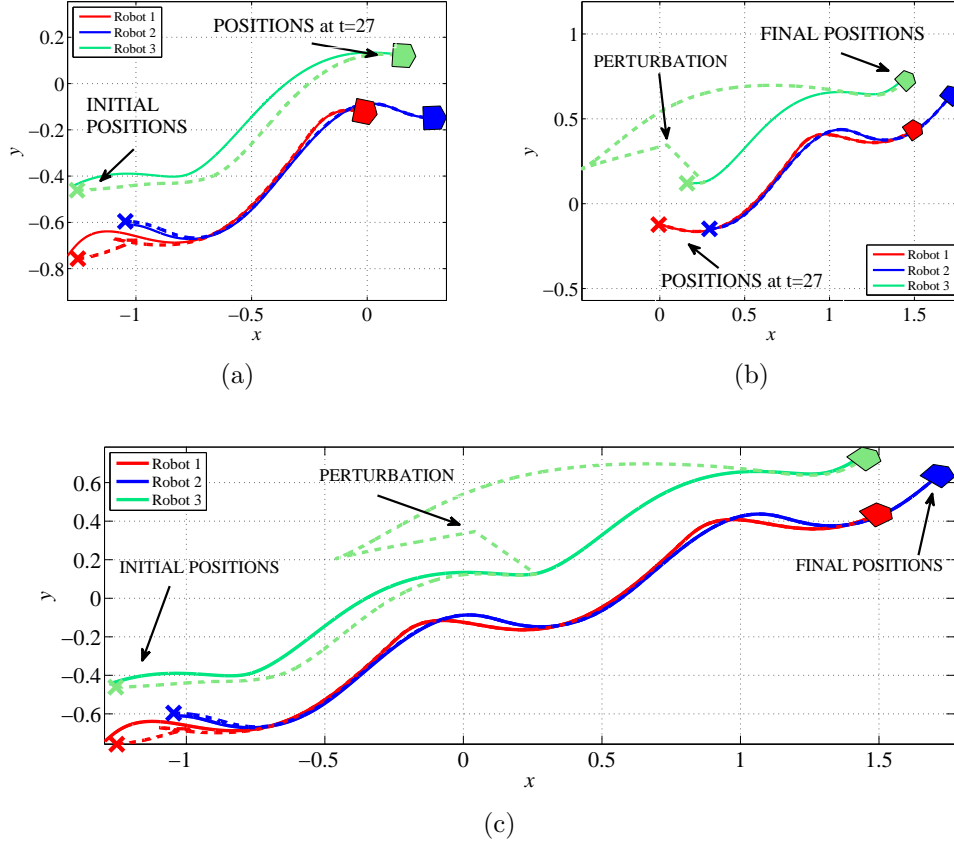 Robot 1
Robot 2
Robot 3
POSITIONS at t=27
INITIAL
POSITIONS
0.2
0
−0.2
−0.4
−0.6
−0.8
y
−1
−0.5
0
x
(a)
1
0.5
0
−0.5
y
FINAL POSITIONS
PERTURBATION
POSITIONS at t=27
Robot 1
Robot 2
Robot 3
0
0.5
1
1.5
x
(b)
Robot 1
Robot 2
Robot 3
PERTURBATION
INITIAL POSITIONS
FINAL POSITIONS
0.6
0.4
0.2
0
−0.2
−0.4
−0.6
y
−1
−0.5
0
0.5
1
1.5
x
(c)